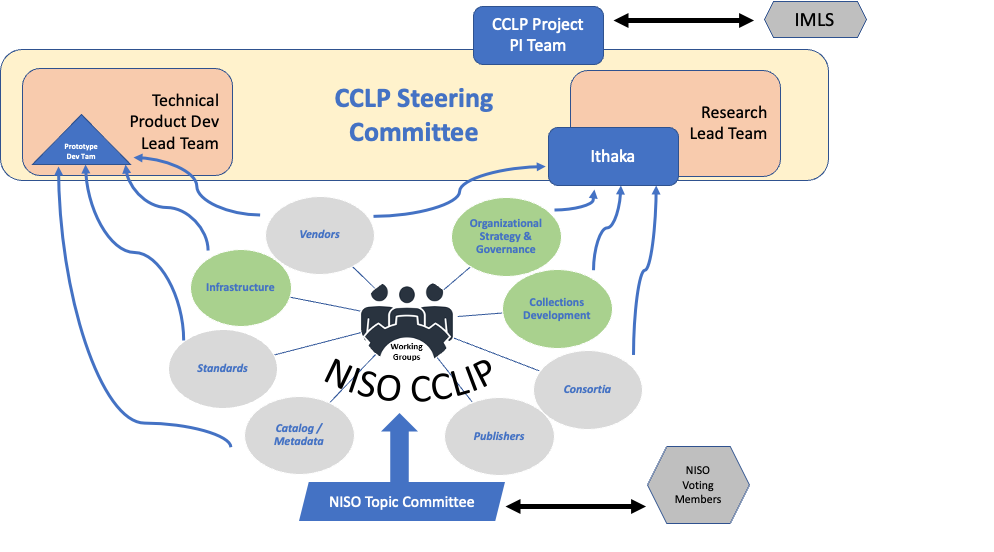 CCLP Project
PI Team
IMLS
CCLP Steering
Committee
Technical
Product Dev
Lead Team
Prototype
Dev Tam
Research
Lead Team
Ithaka
Vendors
Organizational
Strategy &
Governance
Infrastructure
Collections
Development
Working
Groups
NISO CCLIP
Standards
Consortia
Catalog /
Metadata
Publishers
NISO Topic Committee
NISO
Voting
Members